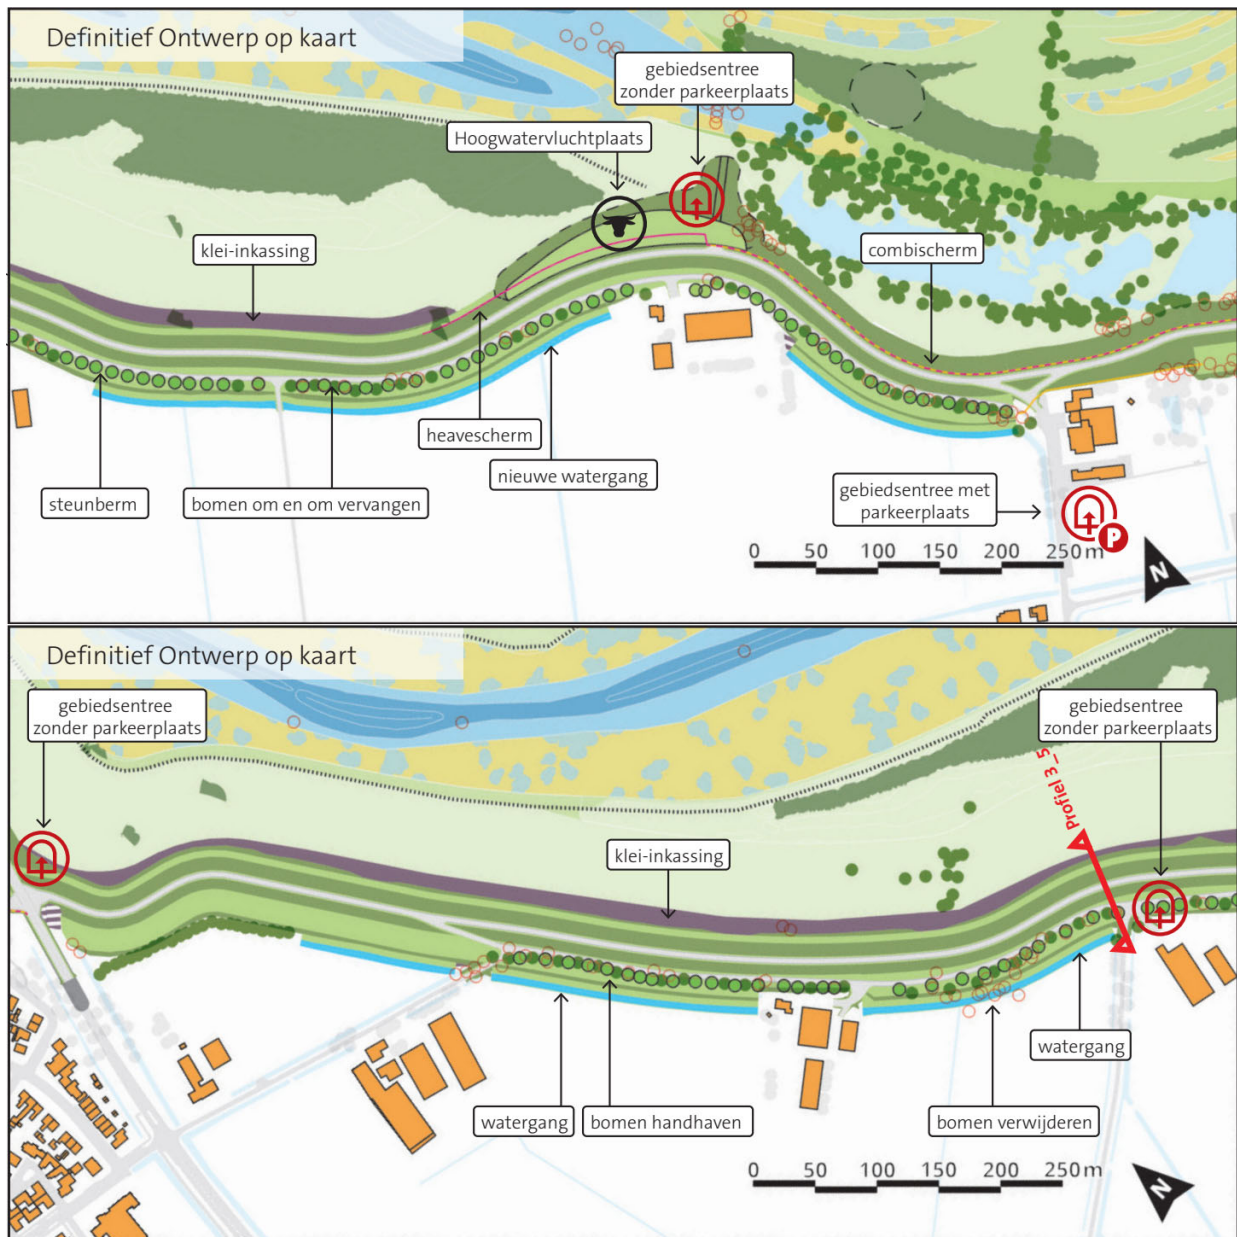 Definitief Ontwerp op kaart
gebiedsentree
zonder parkeerplaats
Hoogwatervluchtplaats
klei-inkassing
combischerm
heavescherm
nieuwe watergang
steunberm
bomen om en om vervangen
gebiedsentree met
parkeerplaats
P
0 50 100 150 200 250 m
N
Definitief Ontwerp op kaart
gebiedsentree
zonder parkeerplaats
gebiedsentree
zonder parkeerplaats
Profiel 3_5
klei-inkassing
watergang
watergang
bomen handhaven
bomen verwijderen
0 50 100 150 200 250 m
N